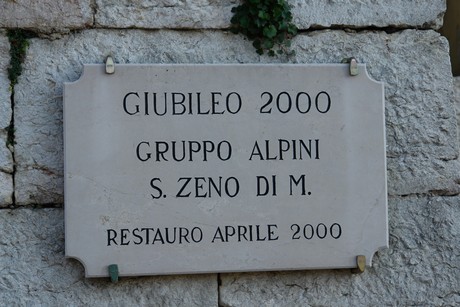 GIUBILEO 2000
GRUPPO ALPINI
S. ZENO DI M.
RESTAURO APRILE 2000